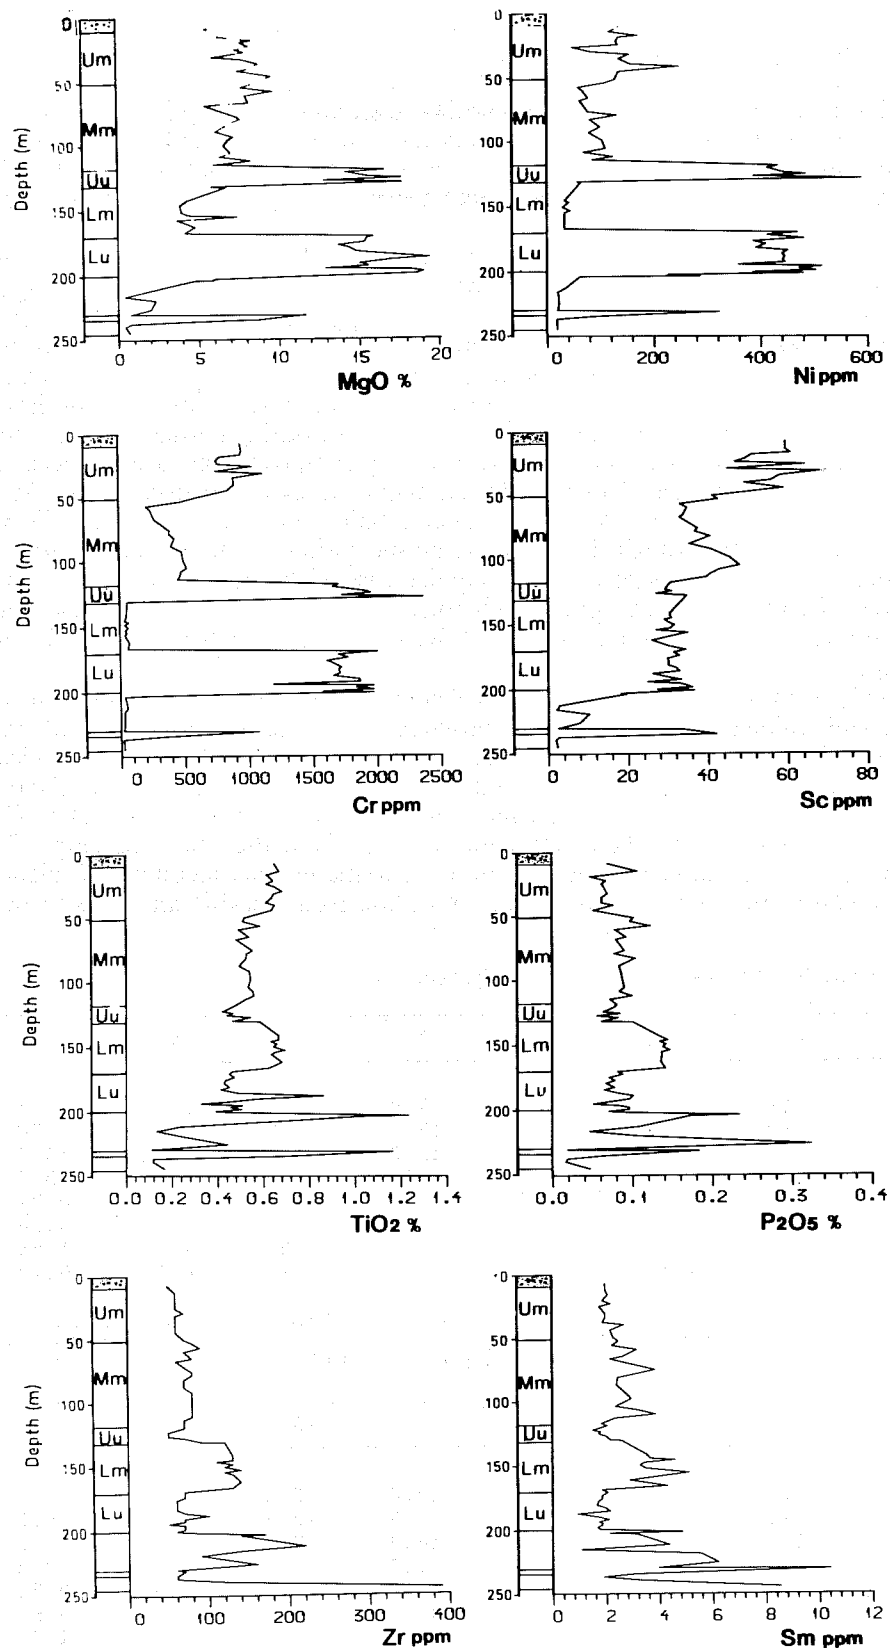 0 50 100 150 200 250
Depth (m)
Um
Mm
Uu
Lm
Lu
0 5 10 15 20
MgO %
0 50 100 150 200 250
Um
Mm
Uu
Lm
Lu
0 200 400 600
Ni ppm
0 50 100 150 200 250
Depth (m)
Um
Mm
Uu
Lm
Lu
0 500 1000 1600 2000 2500
Cr ppm
0 50 100 150 200 250
Um
Mm
Uu
Lm
Lu
0 20 40 60 80
Sc ppm
0 50 100 150 200 250
Depth (m)
Um
Mm
Uu
Lm
Lu
0.0 0.2 0.4 0.6 0.8 1.0 1.2 1.4
TiO2 %
0 50 100 150 200 250
Um
Mm
Uu
Lm
Lu
0.0 0.1 0.2 0.3 0.4
P2O5 %
0 50 100 150 200 250
Depth (m)
Um
Mm
Uu
Lm
Lu
0 100 200 300 400
Zr ppm
0 50 100 150 200 250
Um
Mm
Uu
Lm
Lu
0 2 4 6 8 10 12
Sm ppm